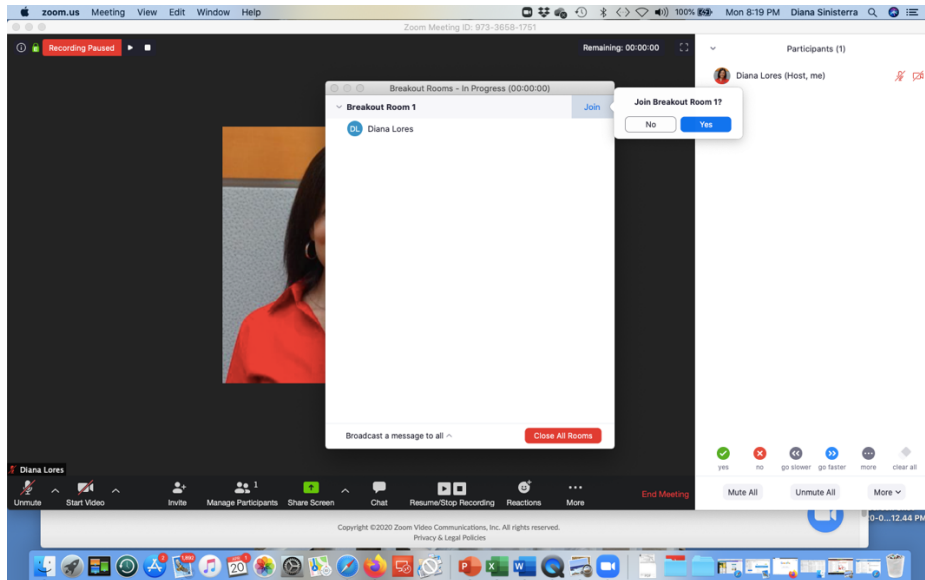 zoom.us Meeting View Edit Window Help 100% Mon 8:19 PM Diana Sinisterra
Zoom Meeting ID: 973-3658-1751
Recording Paused
Remaining: 00:00:00
Participants (1)
Diana Lores (Host, me)
Breakout Rooms - In Progress (00:00:00)
Breakout Room 1 Join
DL Diana Lores
Join Breakout Room 1?
No Yes
Broadcast a message to all
Close All Rooms
Diana Lores
yes no go slower go faster more clear all
Unmute Start Video Invite Manage Participants 1 Share Screen Chat Resume/Stop Recording Reactions More End Meeting
Mute All Unmute All More
Copyright ©2020 Zoom Video Communications, Inc. All rights reserved.
Privacy & Legal Policies
20